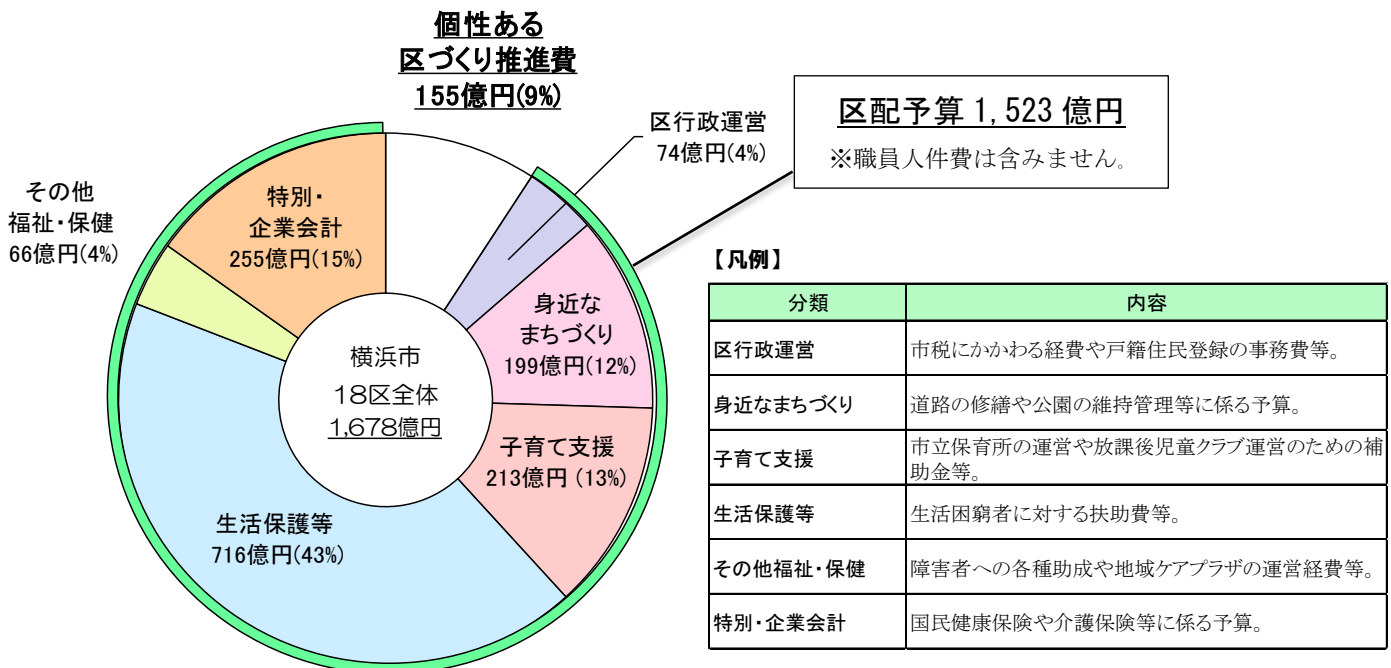 個性ある
区づくり推進費
155億円(9%)
区行政運営
74億円(4%)
区配予算 1,523 億円
※職員人件費は含みません。
その他
福祉・保健
66億円(4%)
特別・
企業会計
255億円(15%)
身近な
まちづくり
199億円(12%)
横浜市
18区全体
1,678億円
子育て支援
213億円 (13%)
生活保護等
716億円(43%)
【凡例】
分類 内容
区行政運営 市税にかかわる経費や戸籍住民登録の事務費等。
身近なまちづくり 道路の修繕や公園の維持管理等に係る予算。
子育て支援 市立保育所の運営や放課後児童クラブ運営のための補
助金等。
生活保護等 生活困窮者に対する扶助費等。
その他福祉・保健 障害者への各種助成や地域ケアプラザの運営経費等。
特別・企業会計 国民健康保険や介護保険等に係る予算。